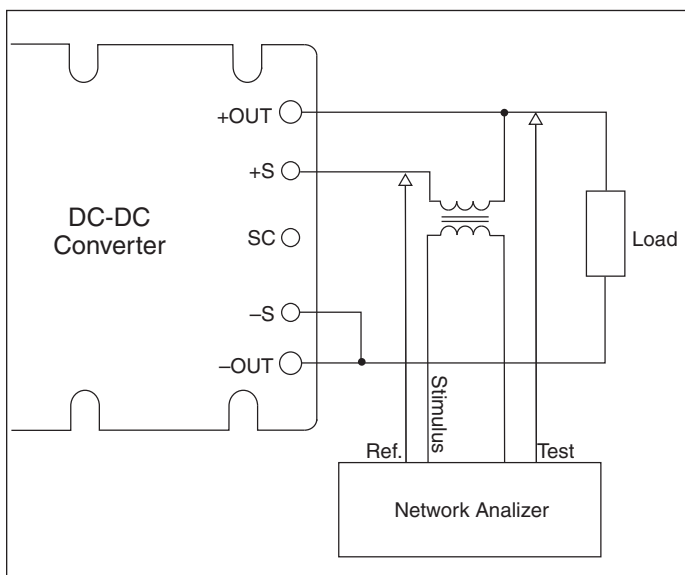 +OUT
+S
DC-DC
Converter
SC
Load
–S
–OUT
Stimulus
Ref.
Test
Network Analizer